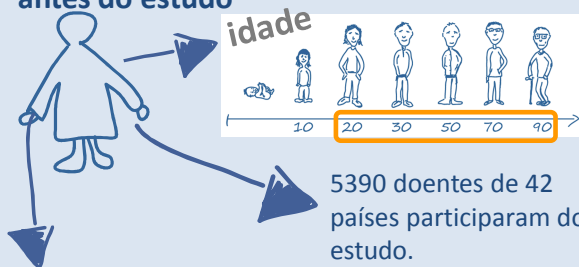 antes do estudo
idade
10 20 30 50 70 90
5390 doentes de 42
países participaram do
estudo.